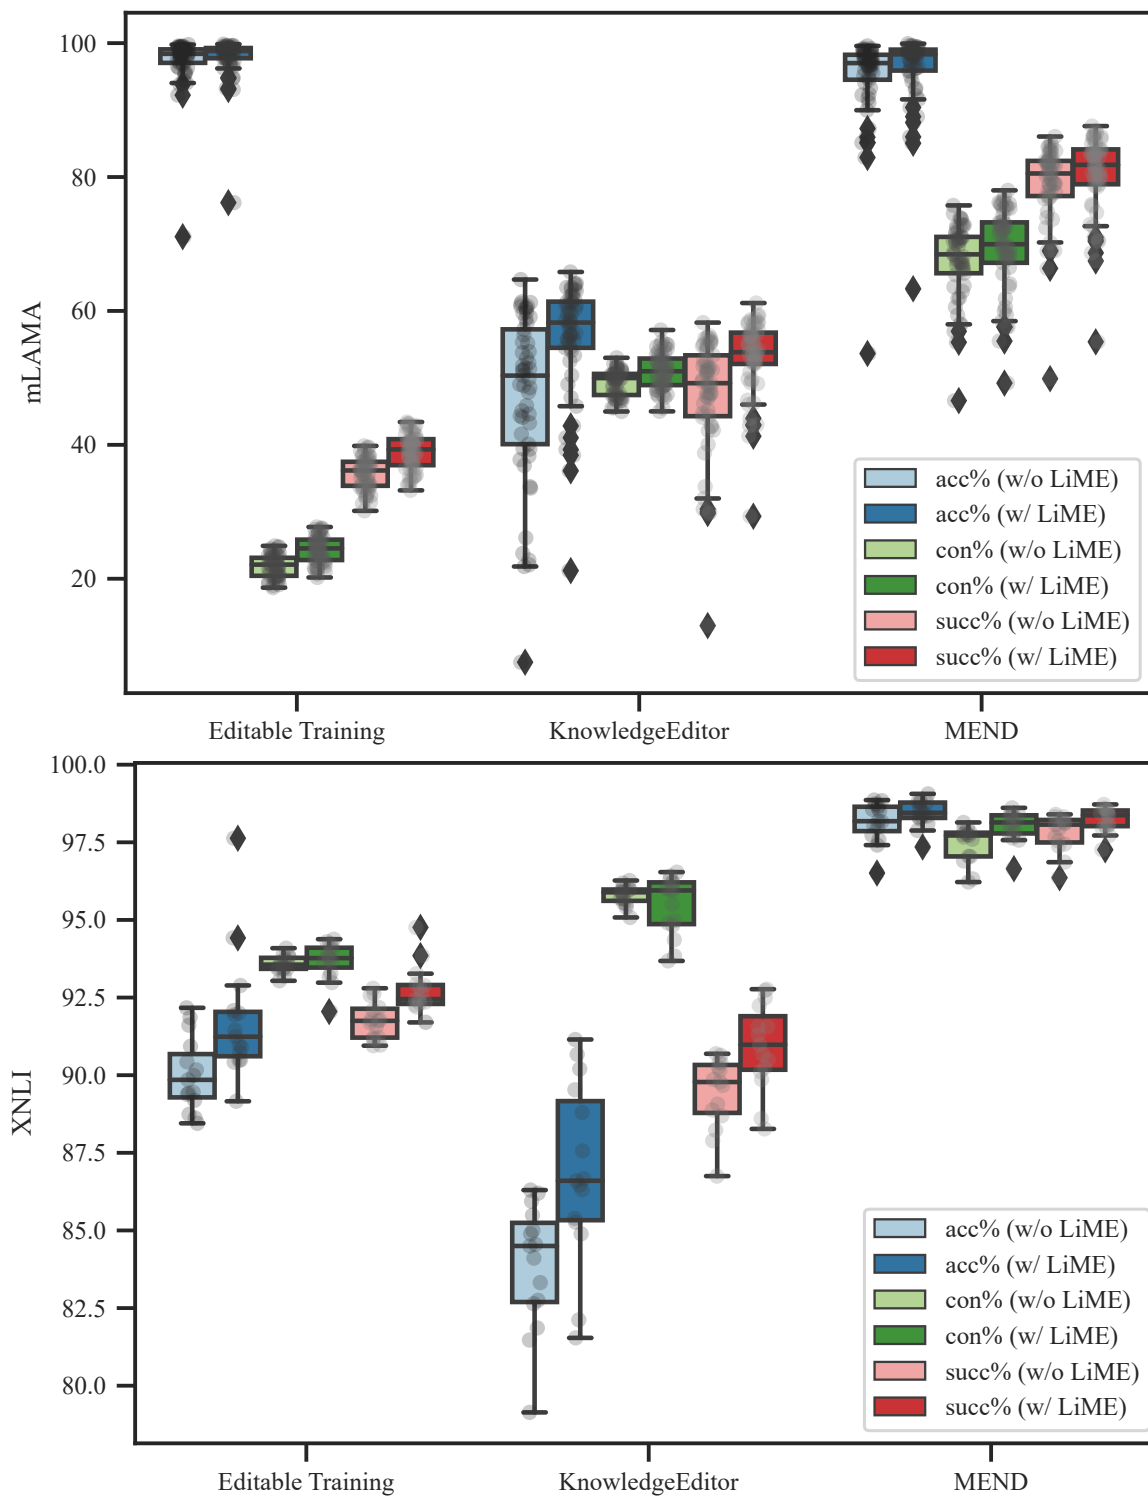 100
80
60
40
20
mLAMA
acc% (w/o LiME)
acc% (w/ LiME)
con% (w/o LiME)
con% (w/ LiME)
succ% (w/o LiME)
succ% (w/ LiME)
Editable Training
KnowledgeEditor
MEND
100.0
97.5
95.0
92.5
90.0
87.5
85.0
82.5
80.0
XNLI
acc% (w/o LiME)
acc% (w/ LiME)
con% (w/o LiME)
con% (w/ LiME)
succ% (w/o LiME)
succ% (w/ LiME)
Editable Training
KnowledgeEditor
MEND